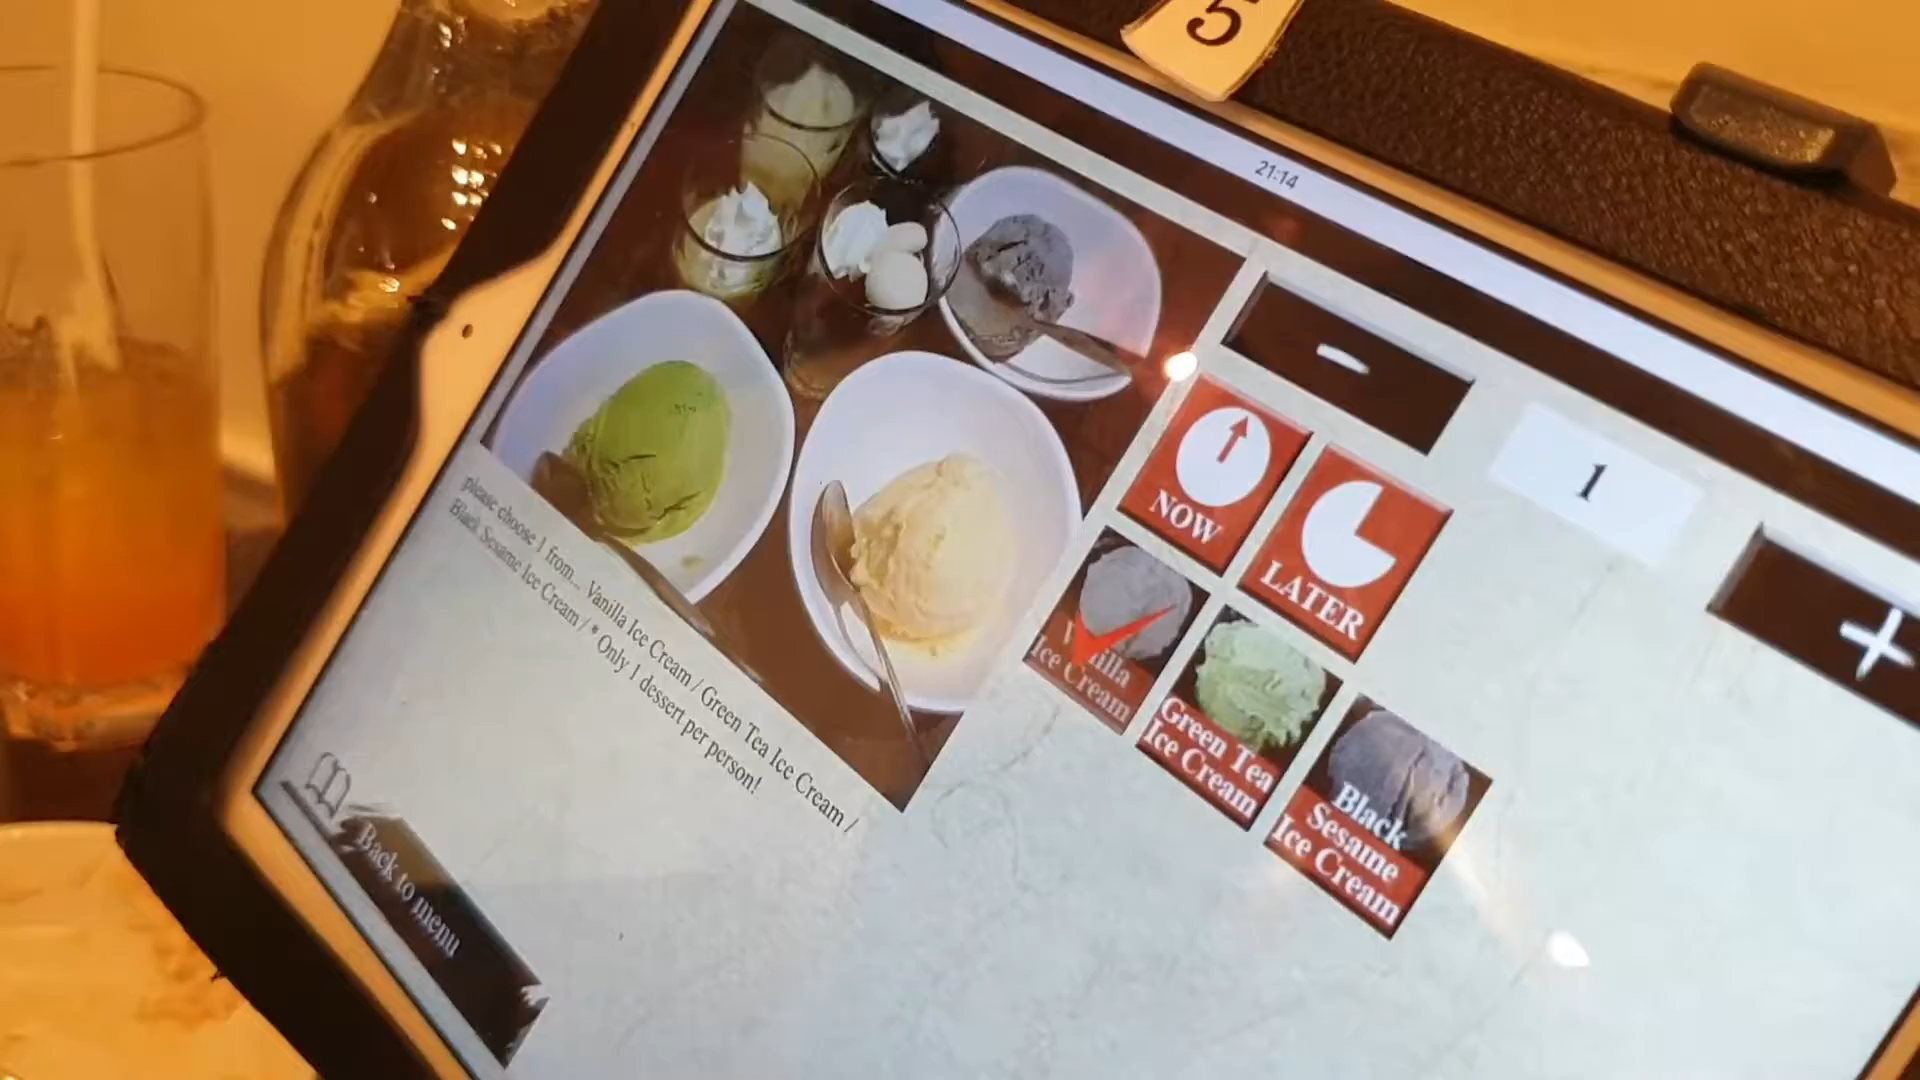 5
21:14
-
1
+
NOW
LATER
Vanilla
Ice Cream
Green Tea
Ice Cream
Black
Sesame
Ice Cream
please choose 1 from... Vanilla Ice Cream / Green Tea Ice Cream /
Black Sesame Ice Cream / * Only 1 dessert per person!
Back to menu